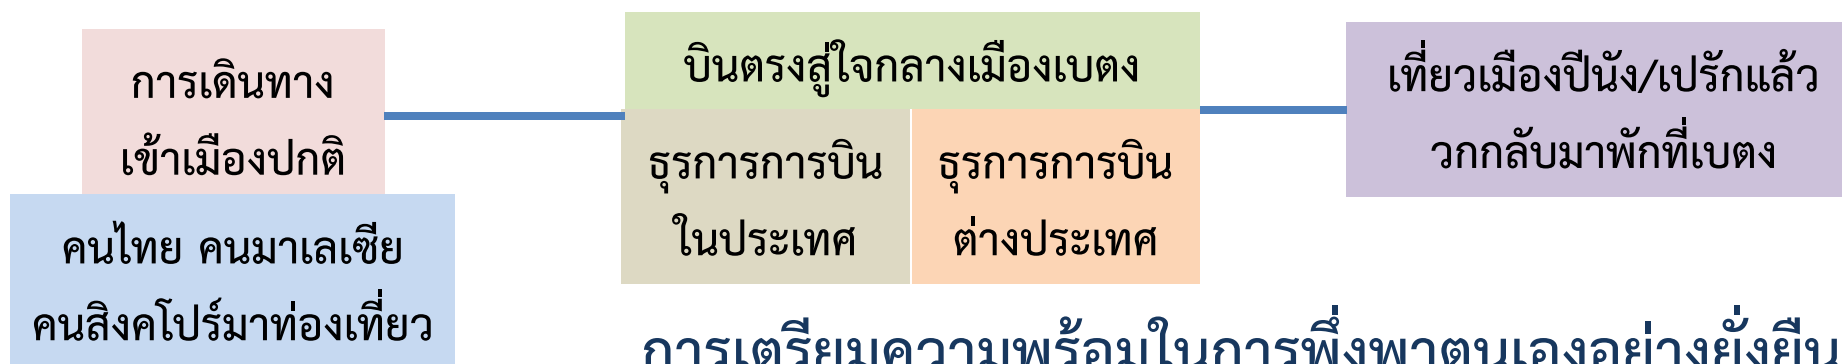 การเดินทาง
เข้าเมืองปกติ
คนไทย คนมาเลเซีย
คนสิงคโปร์มาท่องเที่ยว
บินตรงสู่ใจกลางเมืองเบตง
ธุรการการบิน
ในประเทศ
ธุรการการบิน
ต่างประเทศ
เที่ยวเมืองปีนัง/เปรักแล้ว
วกกลับมาพักที่เบตง
การเตรียมความพร้อมในการพึ่งพาตนเองอย่างยั่งยืน